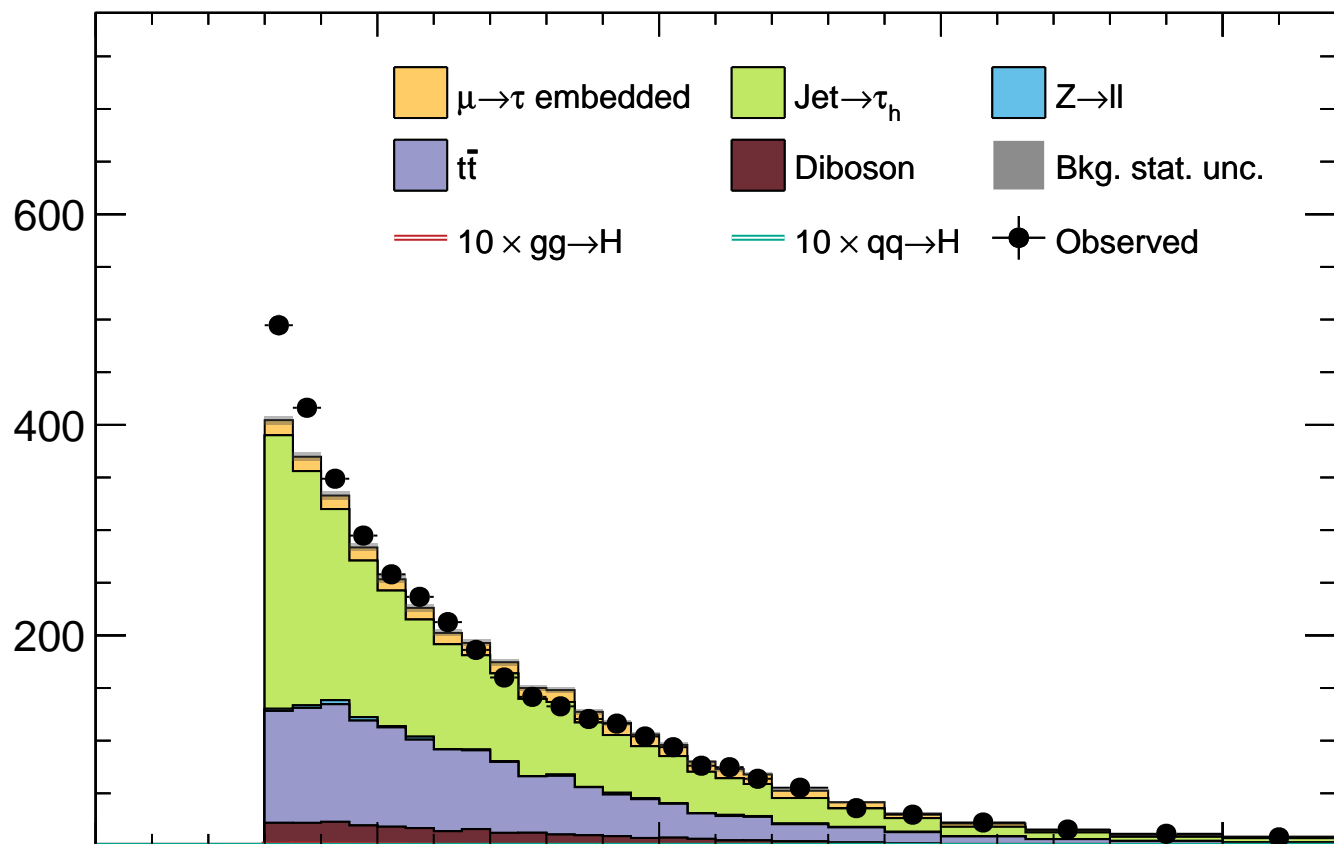 μ→τ embedded Jet→τh Z→ll
tt̄ Diboson Bkg. stat. unc.
10 × gg→H 10 × qq→H Observed
600
400
200